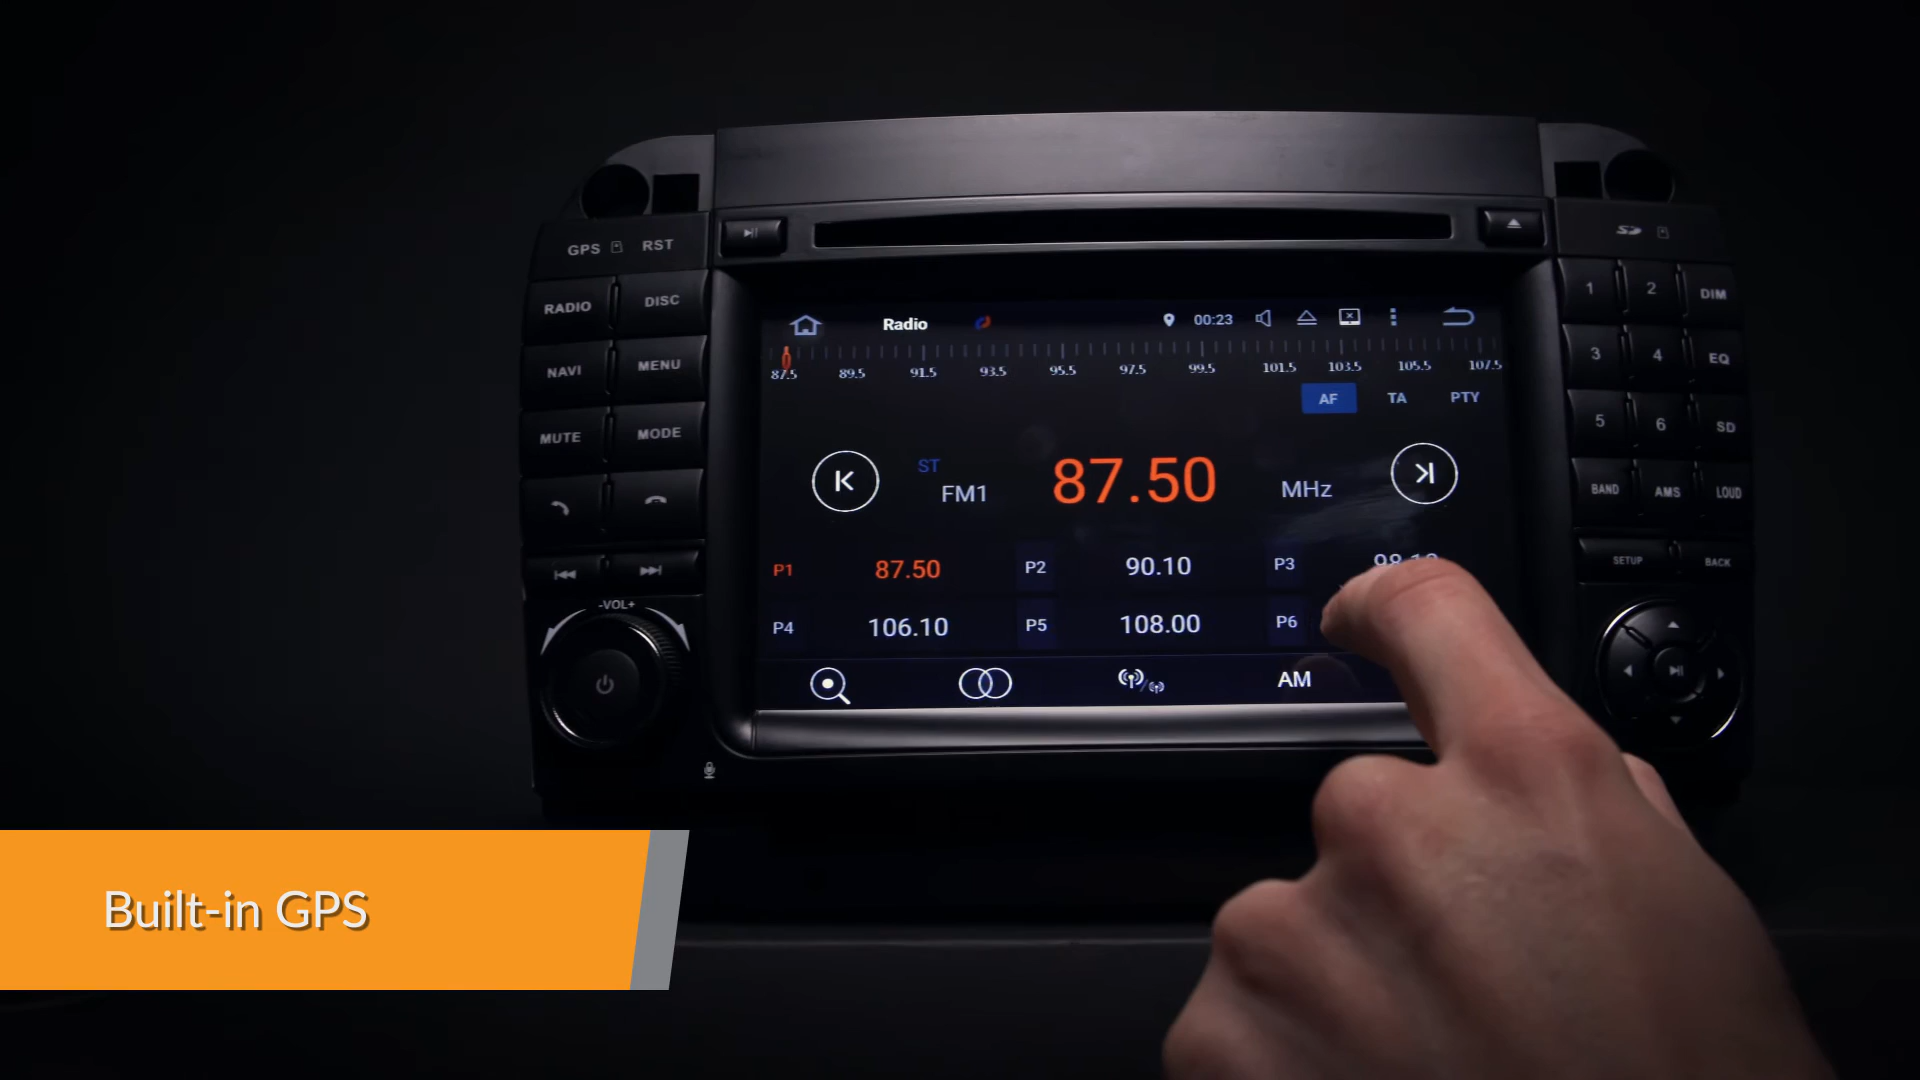 GPS RST
RADIO DISC
NAVI MENU
MUTE MODE
-VOL+
Radio 00:23
87.5 89.5 91.5 93.5 95.5 97.5 99.5 101.5 103.5 105.5 107.5
AF TA PTY
ST
FM1 87.50 MHz
P1 87.50 P2 90.10 P3
P4 106.10 P5 108.00 P6
AM
SD
1 2 DIM
3 4 EQ
5 6 SD
BAND AMS LOUD
SETUP BACK
Built-in GPS